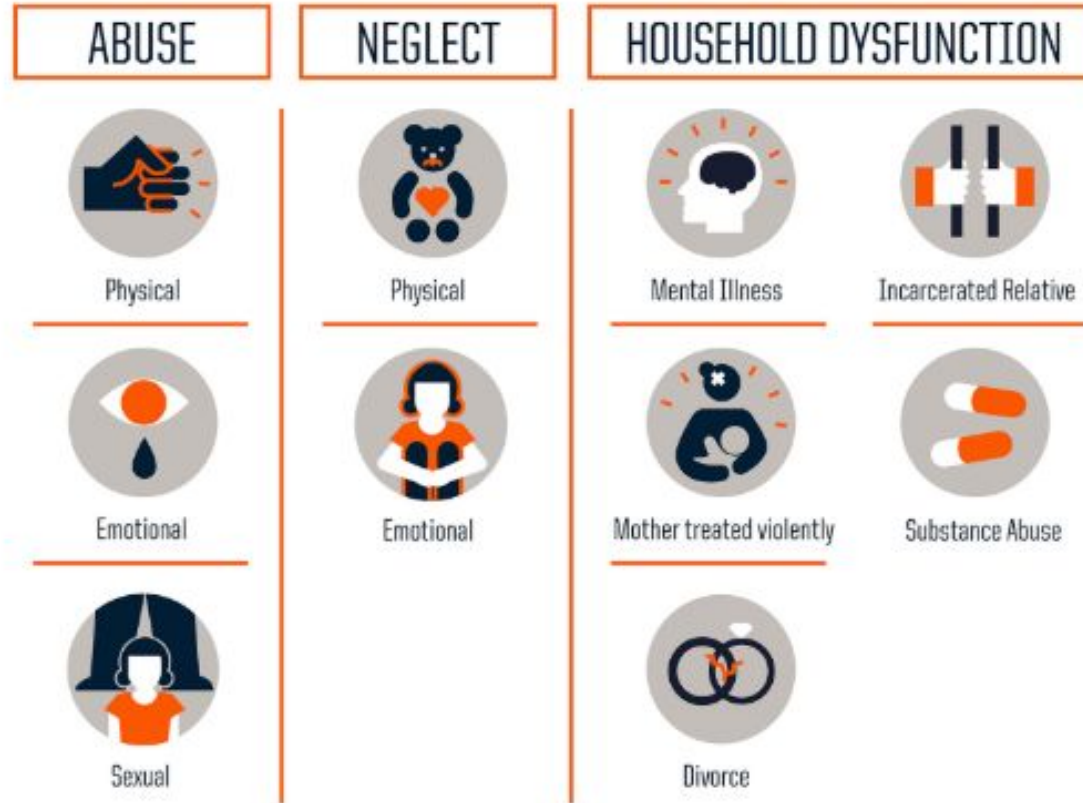 ABUSE
NEGLECT
HOUSEHOLD DYSFUNCTION
Physical
Emotional
Sexual
Physical
Emotional
Mental Illness
Incarcerated Relative
Mother treated violently
Substance Abuse
Divorce